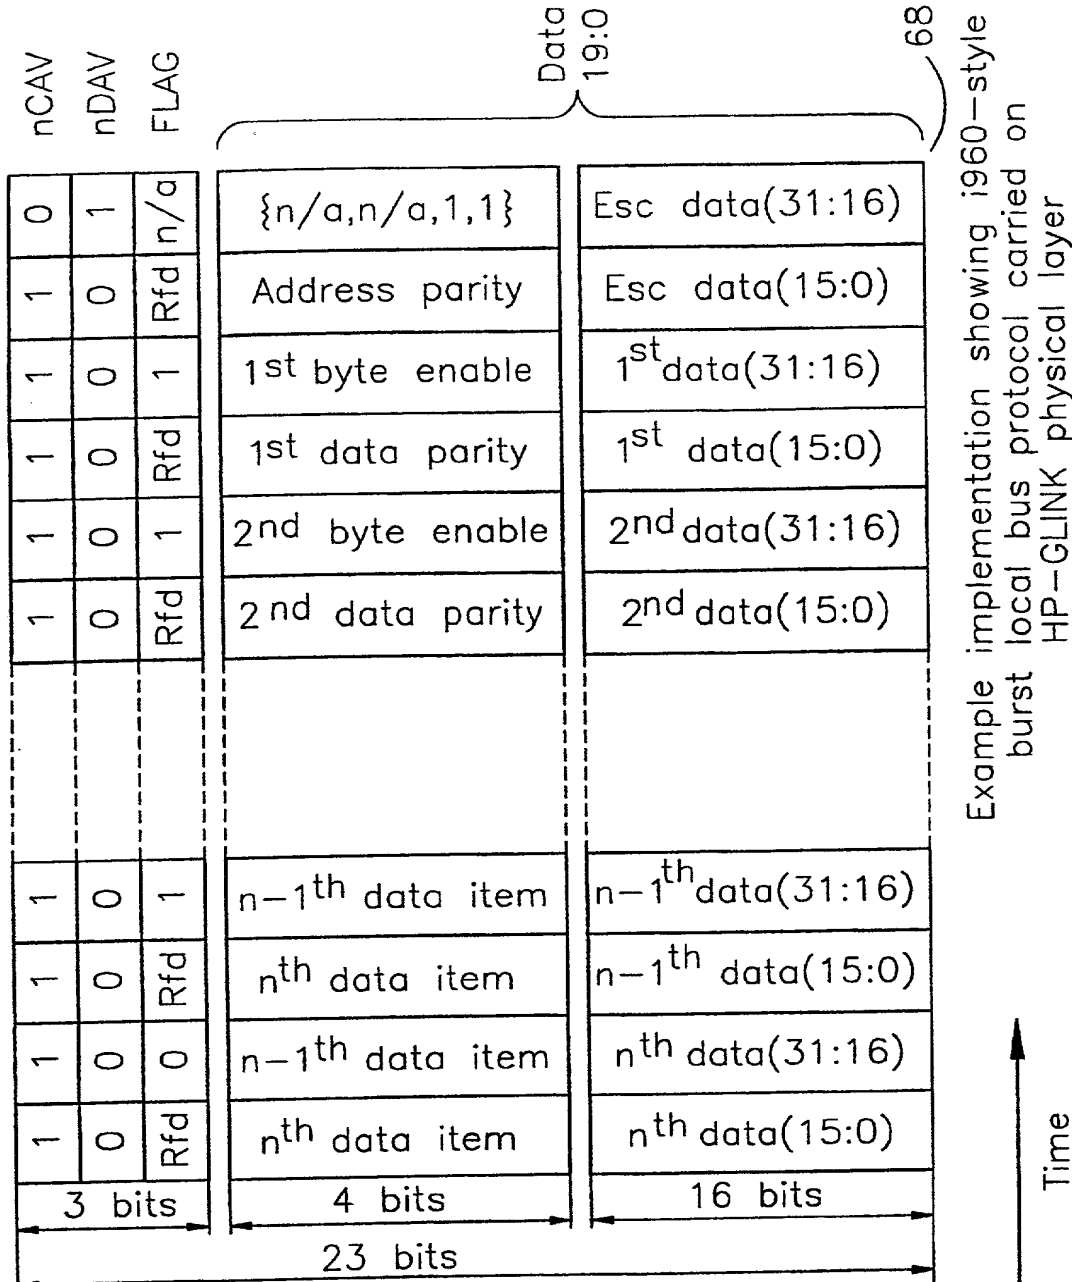 nCAV
nDAV
FLAG
Data
19:0
68
0 1 n/a {n/a,n/a,1,1} Esc data(31:16)
1 0 Rfd Address parity Esc data(15:0)
1 0 1 1st byte enable 1st data(31:16)
1 0 Rfd 1st data parity 1st data(15:0)
1 0 1 2nd byte enable 2nd data(31:16)
1 0 Rfd 2nd data parity 2nd data(15:0)
1 0 1 n-1th data item n-1th data(31:16)
1 0 Rfd nth data item n-1th data(15:0)
1 0 0 n-1th data item nth data(31:16)
1 0 Rfd nth data item nth data(15:0)
3 bits 4 bits 16 bits
23 bits
Time
Example implementation showing i960-style
burst local bus protocal carried on
HP-GLINK physical layer